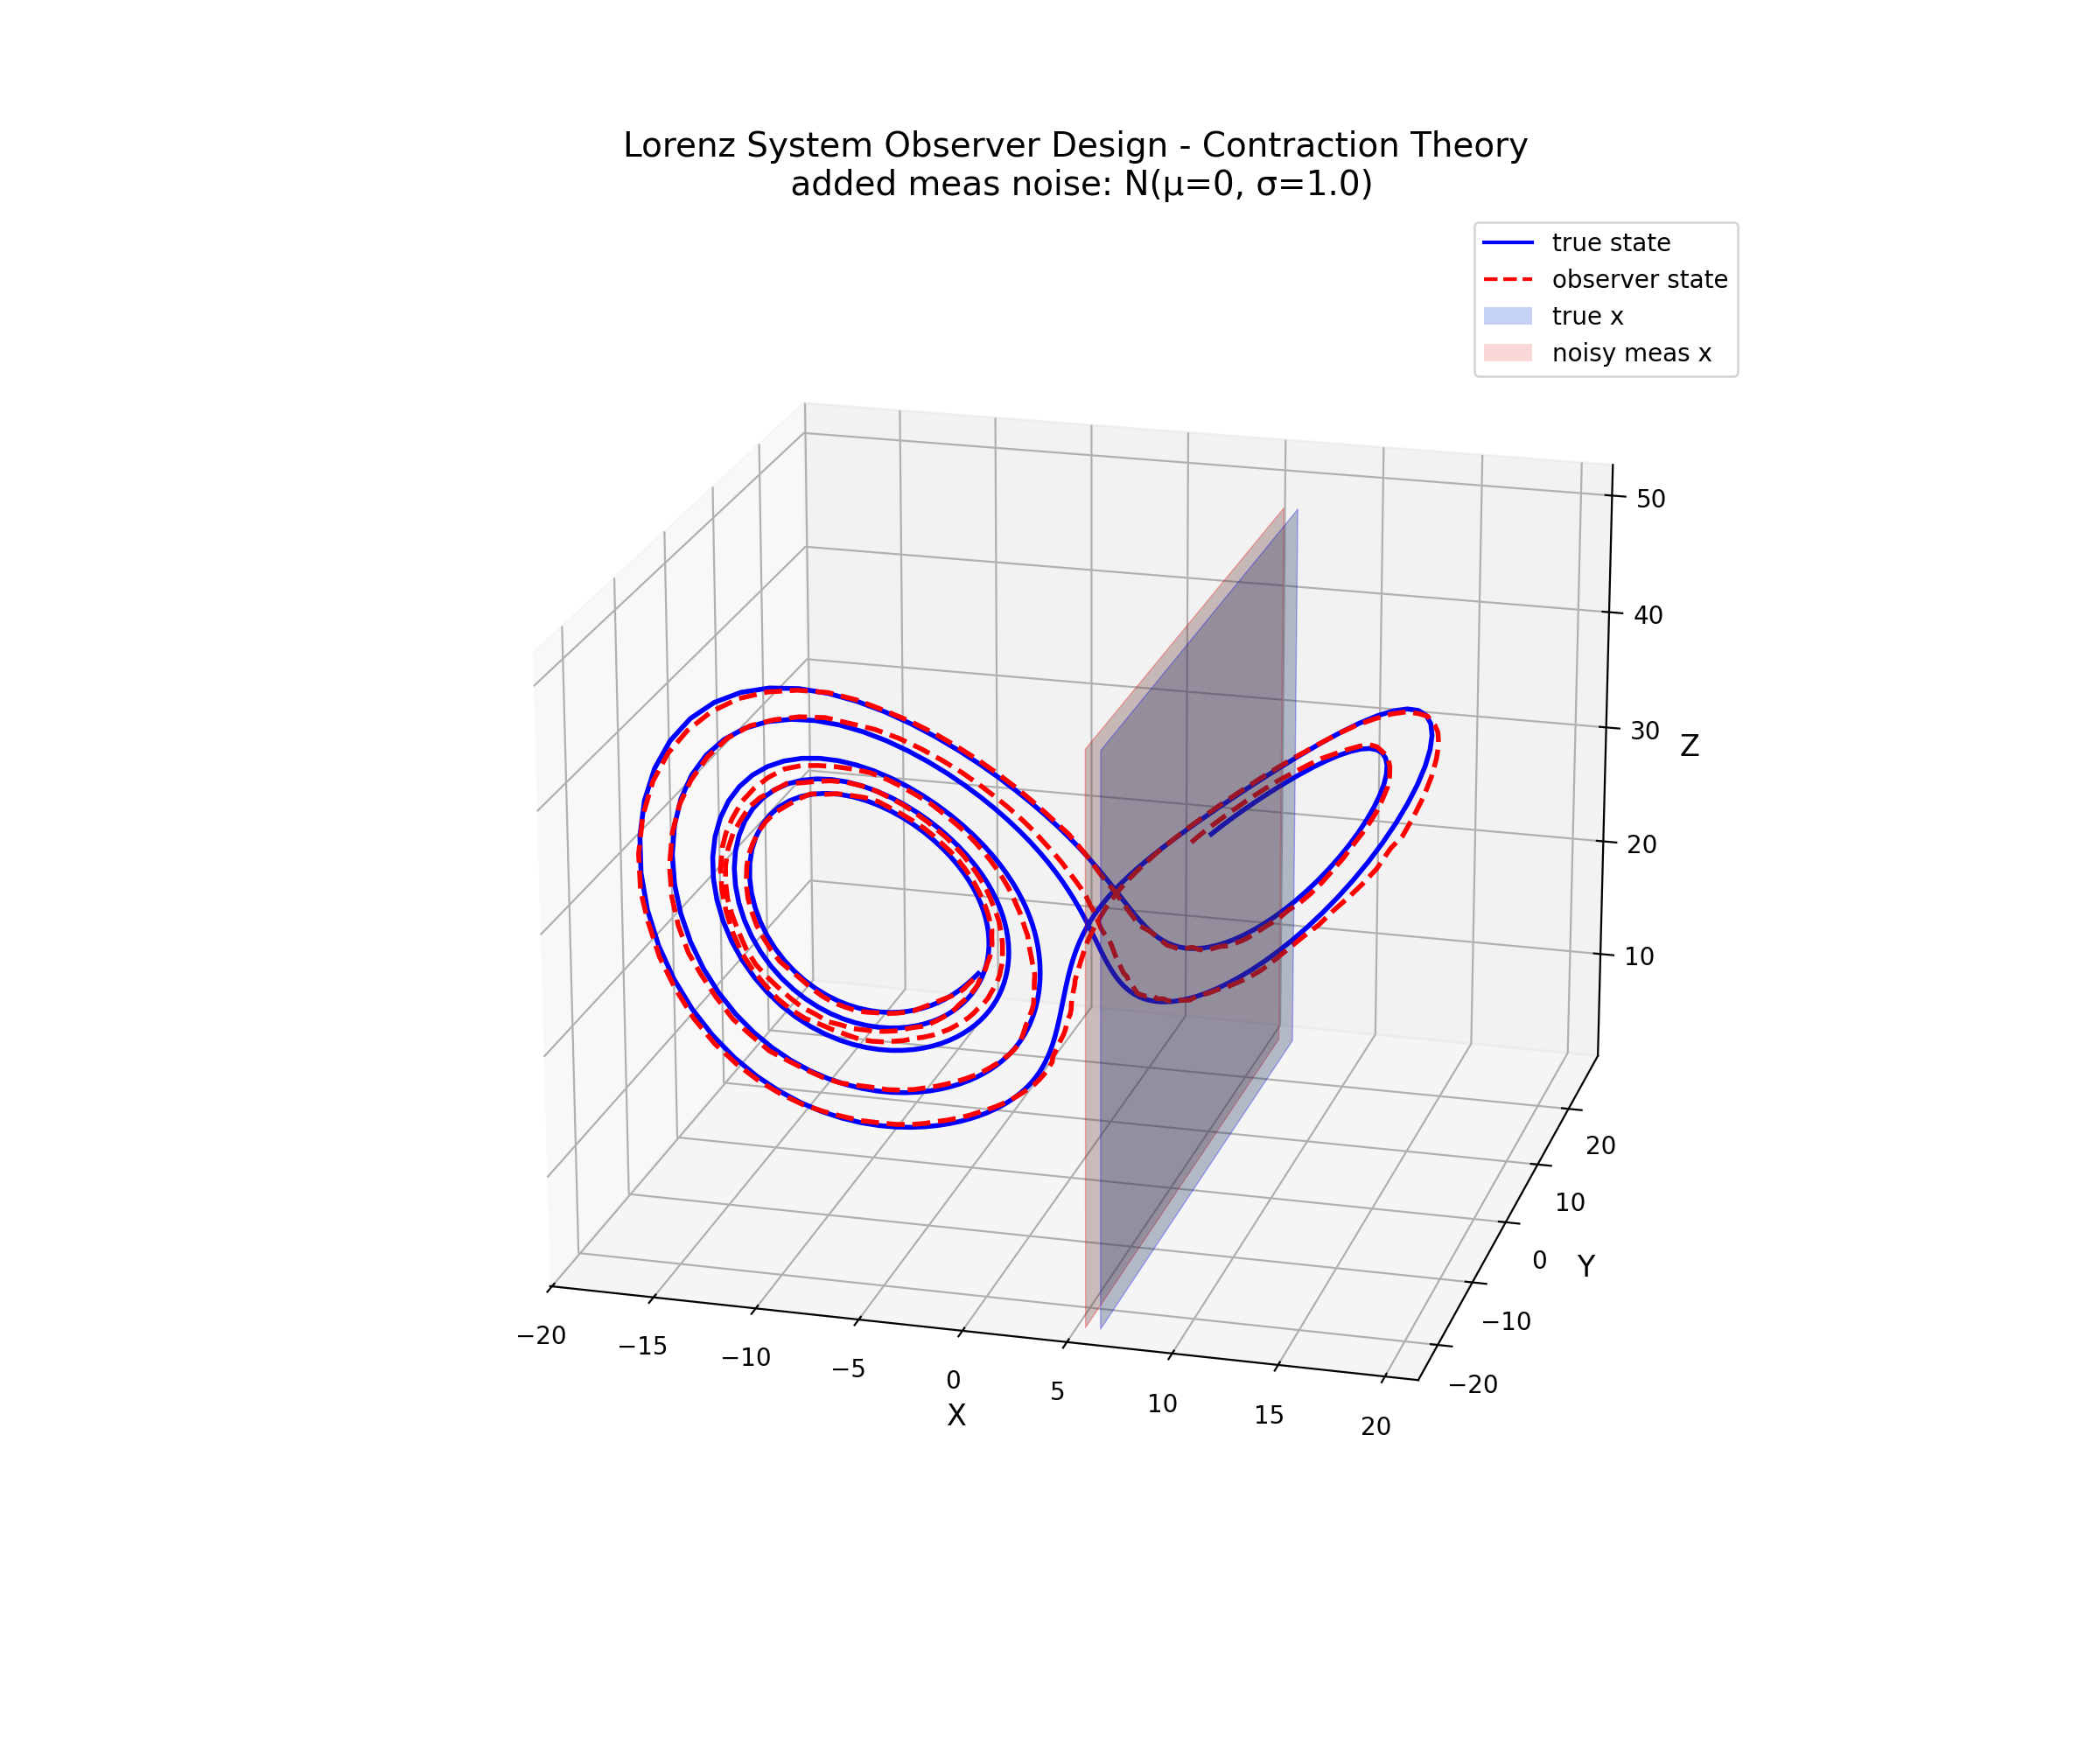 Lorenz System Observer Design - Contraction Theory
added meas noise: N(μ=0, σ=1.0)
true state
observer state
true x
noisy meas x
50
40
30
Z
20
10
20
10
0
Y
−10
−20
−20
−15
−10
−5
0
5
10
15
20
X